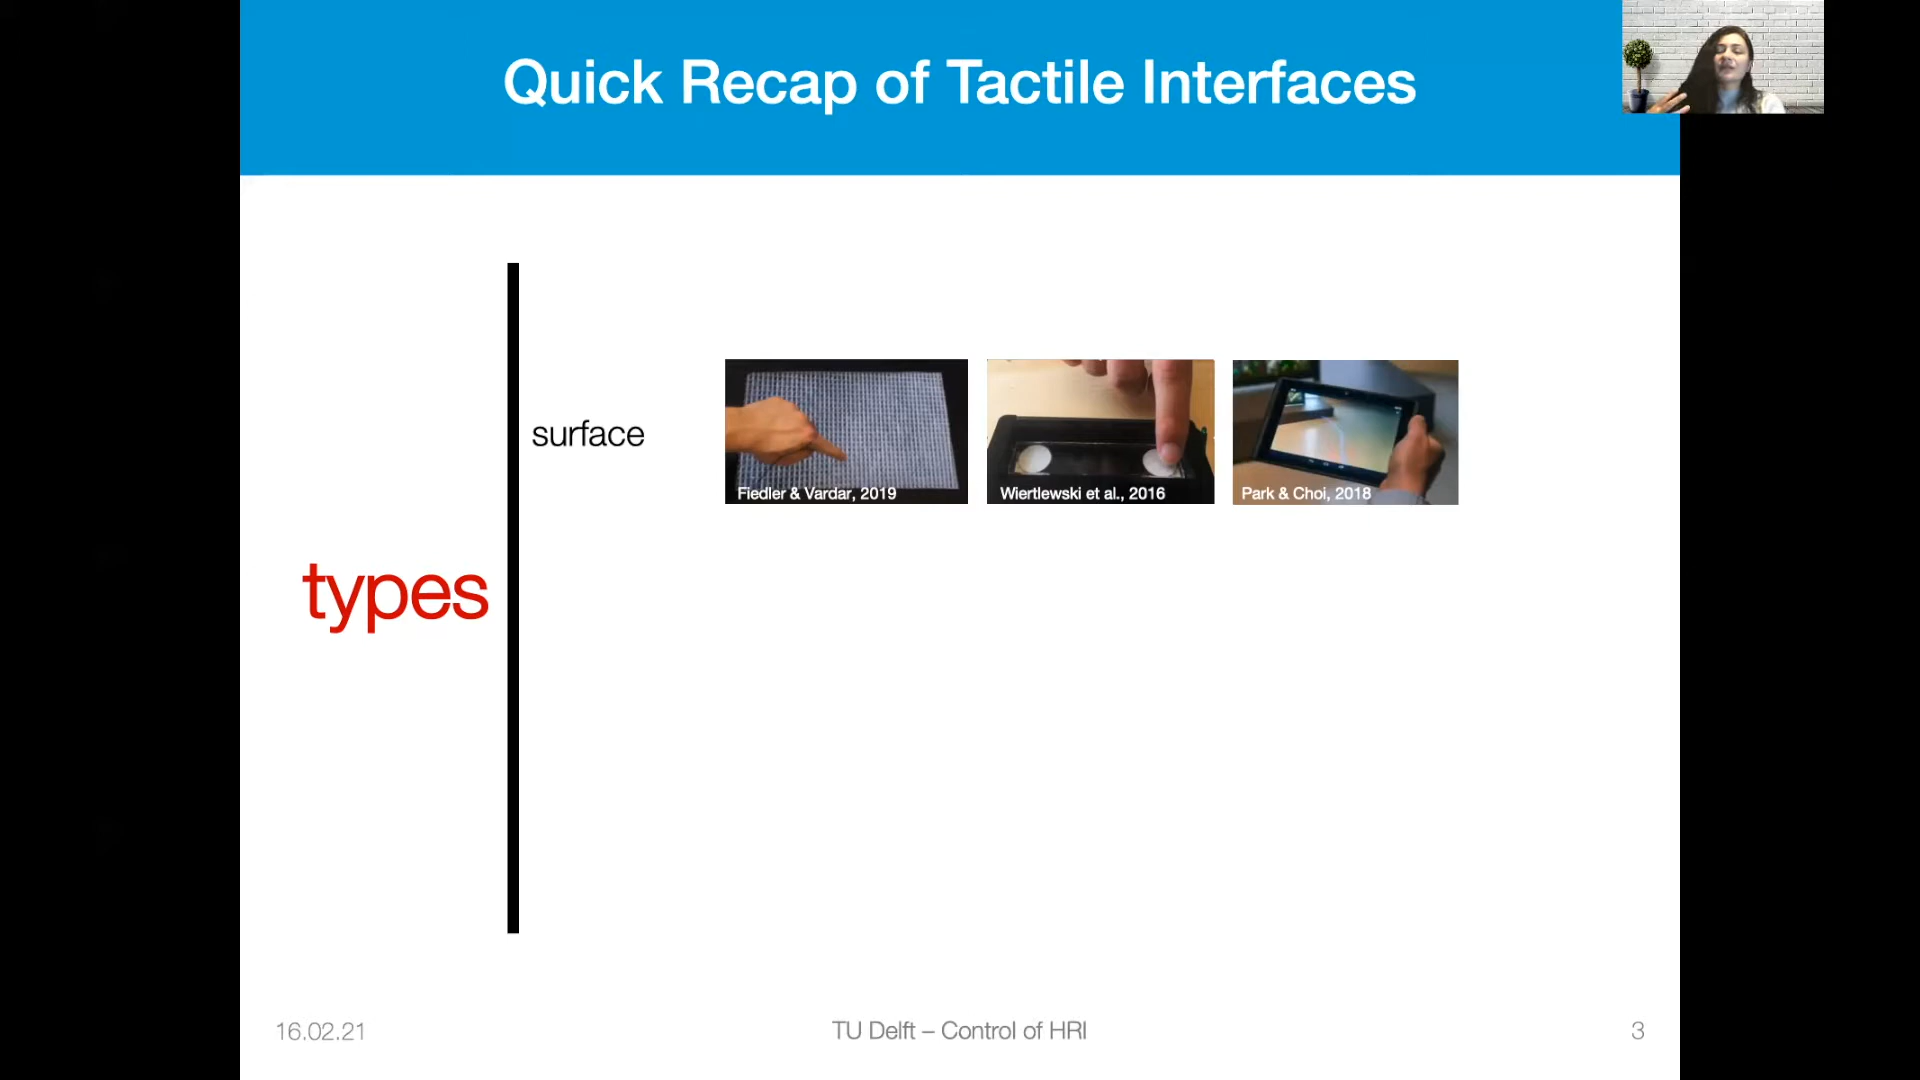 Quick Recap of Tactile Interfaces
types
surface
Fiedler & Vardar, 2019
Wiertlewski et al., 2016
Park & Choi, 2018
16.02.21
TU Delft – Control of HRI
3